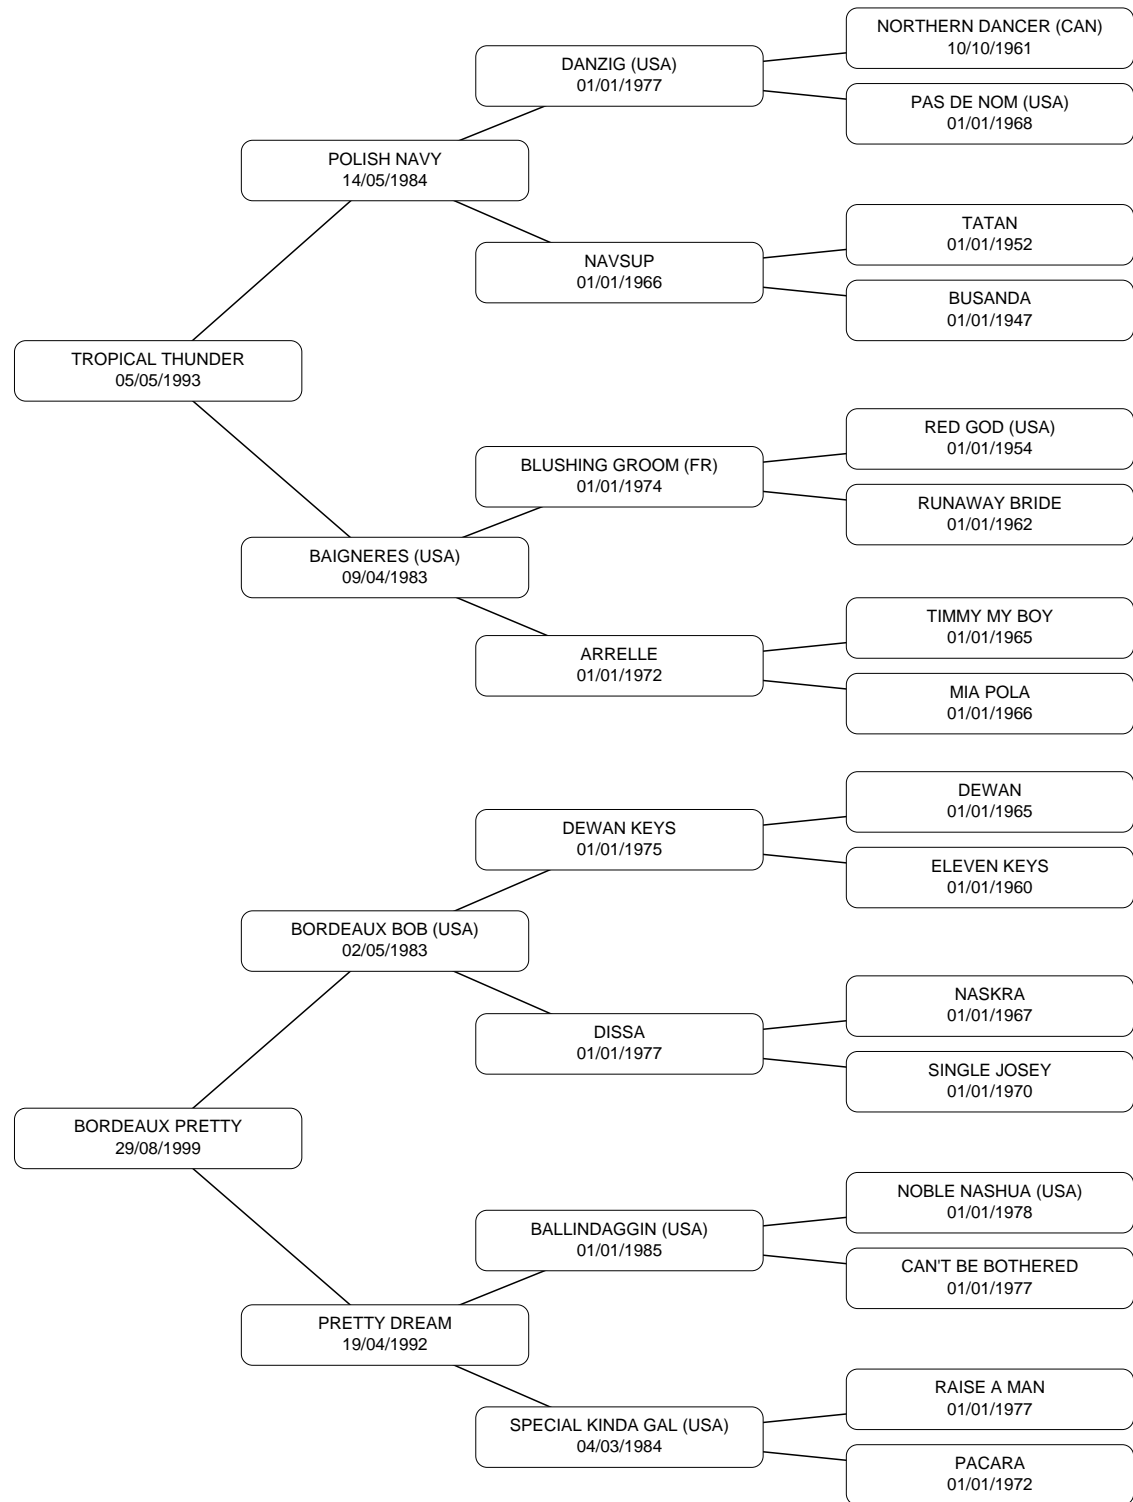 NORTHERN DANCER (CAN)
10/10/1961
DANZIG (USA)
01/01/1977
PAS DE NOM (USA)
01/01/1968
POLISH NAVY
14/05/1984
TATAN
01/01/1952
NAVSUP
01/01/1966
BUSANDA
01/01/1947
TROPICAL THUNDER
05/05/1993
RED GOD (USA)
01/01/1954
BLUSHING GROOM (FR)
01/01/1974
RUNAWAY BRIDE
01/01/1962
BAIGNERES (USA)
09/04/1983
TIMMY MY BOY
01/01/1965
ARRELLE
01/01/1972
MIA POLA
01/01/1966
DEWAN
01/01/1965
DEWAN KEYS
01/01/1975
ELEVEN KEYS
01/01/1960
BORDEAUX BOB (USA)
02/05/1983
NASKRA
01/01/1967
DISSA
01/01/1977
SINGLE JOSEY
01/01/1970
BORDEAUX PRETTY
29/08/1999
NOBLE NASHUA (USA)
01/01/1978
BALLINDAGGIN (USA)
01/01/1985
CAN'T BE BOTHERED
01/01/1977
PRETTY DREAM
19/04/1992
RAISE A MAN
01/01/1977
SPECIAL KINDA GAL (USA)
04/03/1984
PACARA
01/01/1972